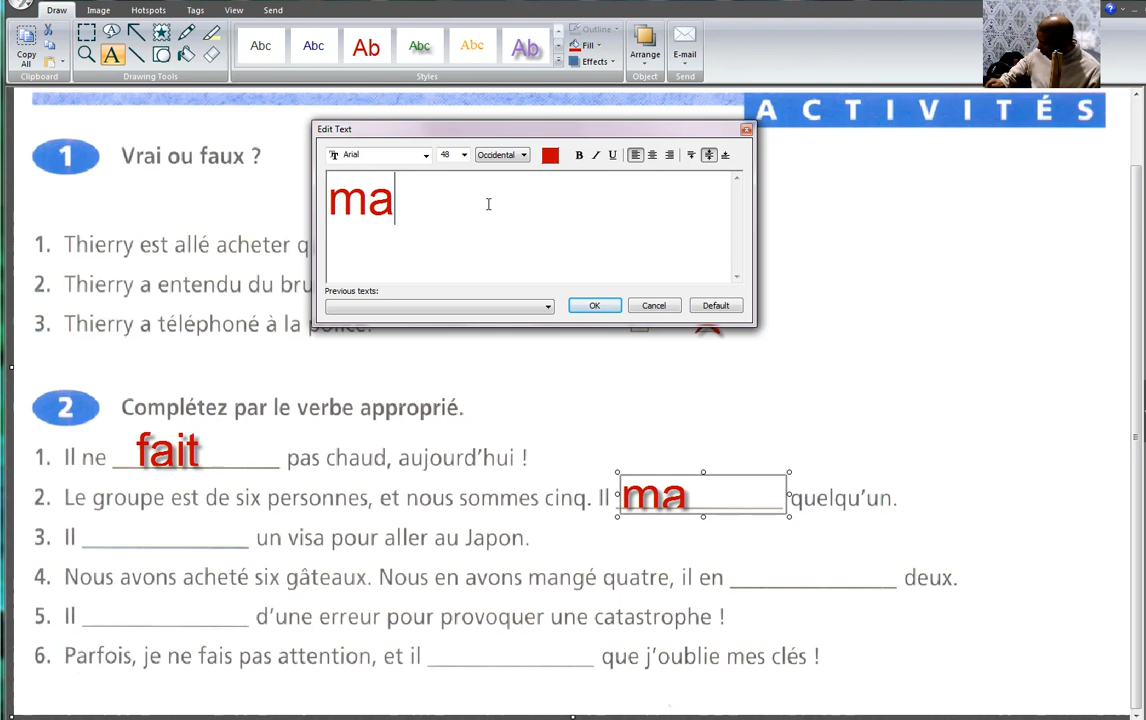 Draw Image Hotspots Tags View Send
Copy All
Abc Abc Ab Abc Abc Ab
Outline
Fill
Effects
Arrange
E-mail
Clipboard Drawing Tools Styles Object Send
ACTIVITÉS
Edit Text
1 Vrai ou faux ?
Arial 48 Occidental B I U
ma
1. Thierry est allé acheter q
2. Thierry a entendu du bru
Previous texts:
OK Cancel Default
3. Thierry a téléphoné à la police.
2 Complétez par le verbe approprié.
1. Il ne fait pas chaud, aujourd'hui !
2. Le groupe est de six personnes, et nous sommes cinq. Il ma quelqu'un.
3. Il ______ un visa pour aller au Japon.
4. Nous avons acheté six gâteaux. Nous en avons mangé quatre, il en ______ deux.
5. Il ______ d'une erreur pour provoquer une catastrophe !
6. Parfois, je ne fais pas attention, et il ______ que j'oublie mes clés !